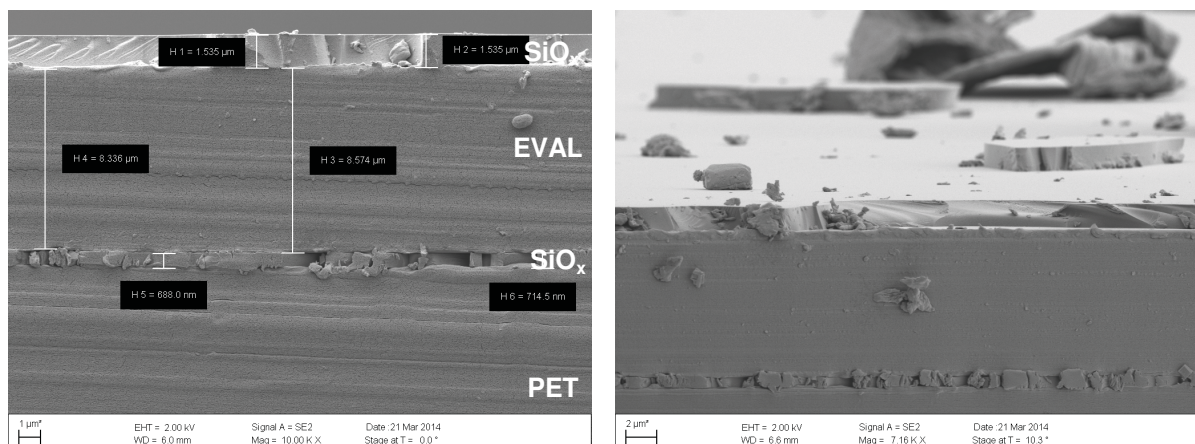 H 1 = 1.535 µm
H 2 = 1.535 µm
SiOx
H 4 = 8.336 µm
H 3 = 8.574 µm
EVAL
SiOx
H 5 = 688.0 nm
H 6 = 714.5 nm
PET
1 µm*
EHT = 2.00 kV
Signal A = SE2
Date :21 Mar 2014
WD = 6.0 mm
Mag = 10.00 K X
Stage at T = 0.0 °
2 µm*
EHT = 2.00 kV
Signal A = SE2
Date :21 Mar 2014
WD = 6.6 mm
Mag = 7.16 K X
Stage at T = 10.3 °